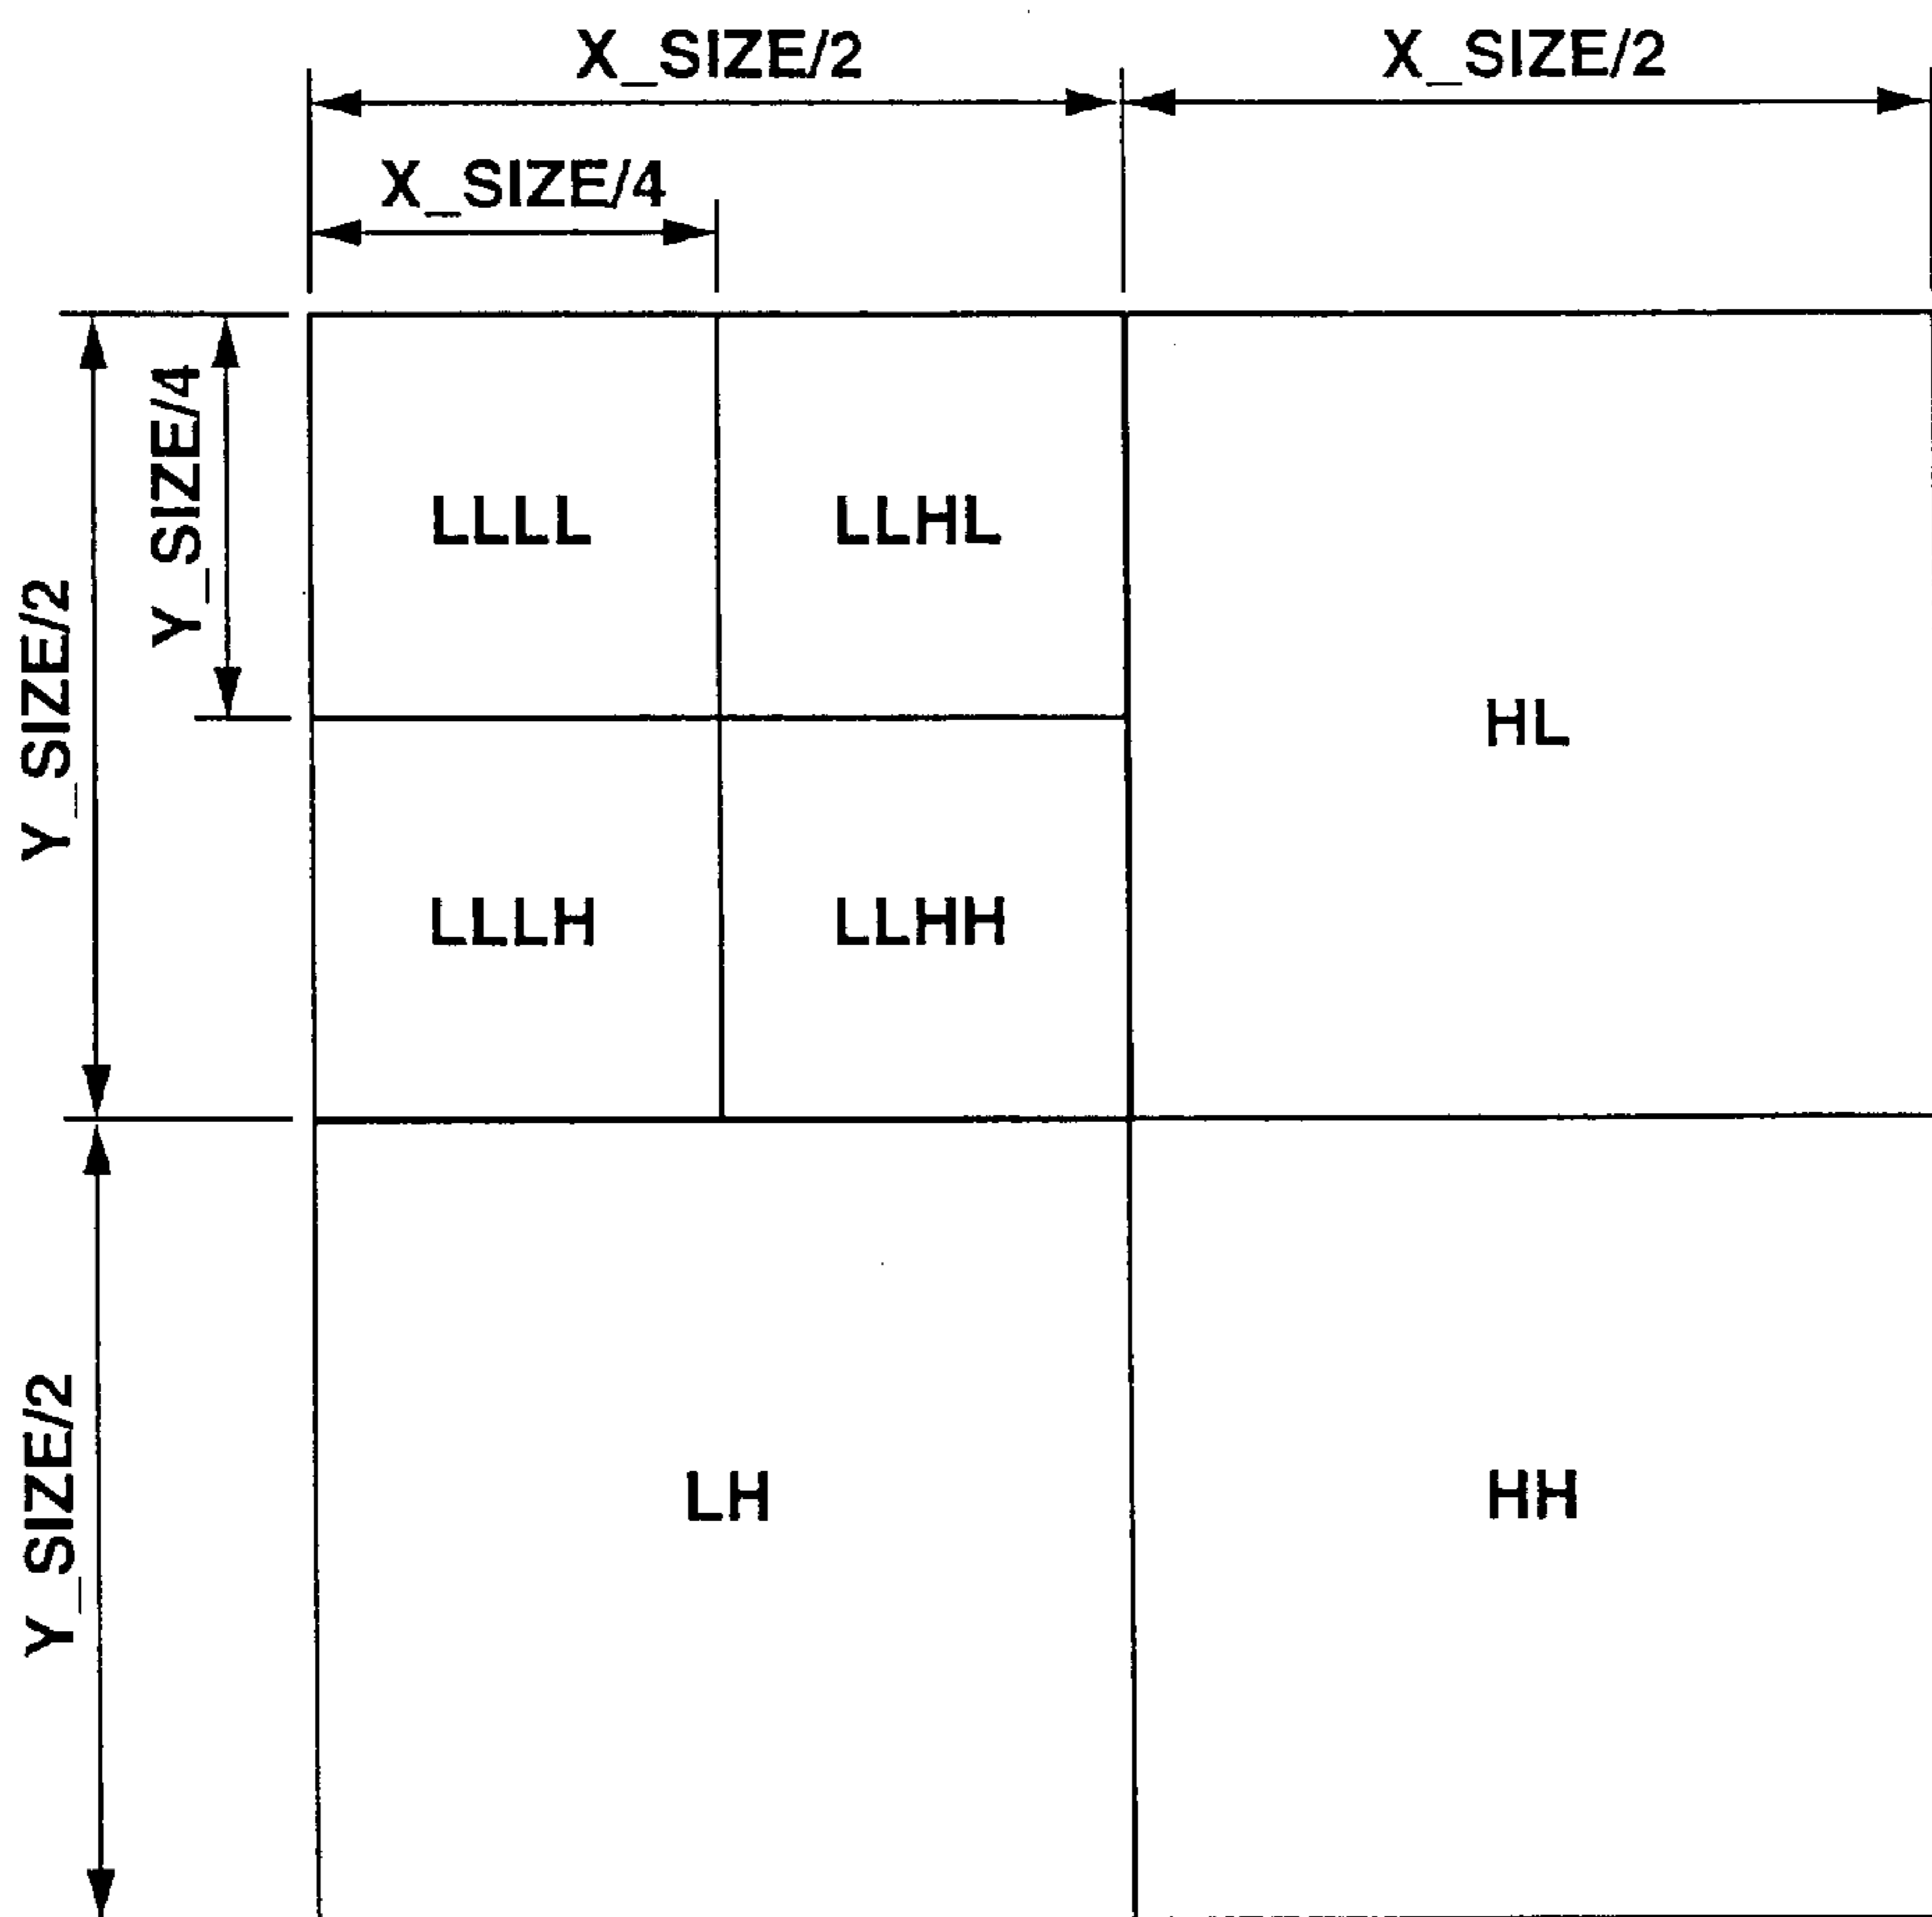 X_SIZE/2 X_SIZE/2
X_SIZE/4
Y_SIZE/2
Y_SIZE/4
LLLL LLHL
HL
LLLH LLHH
Y_SIZE/2
LH HH